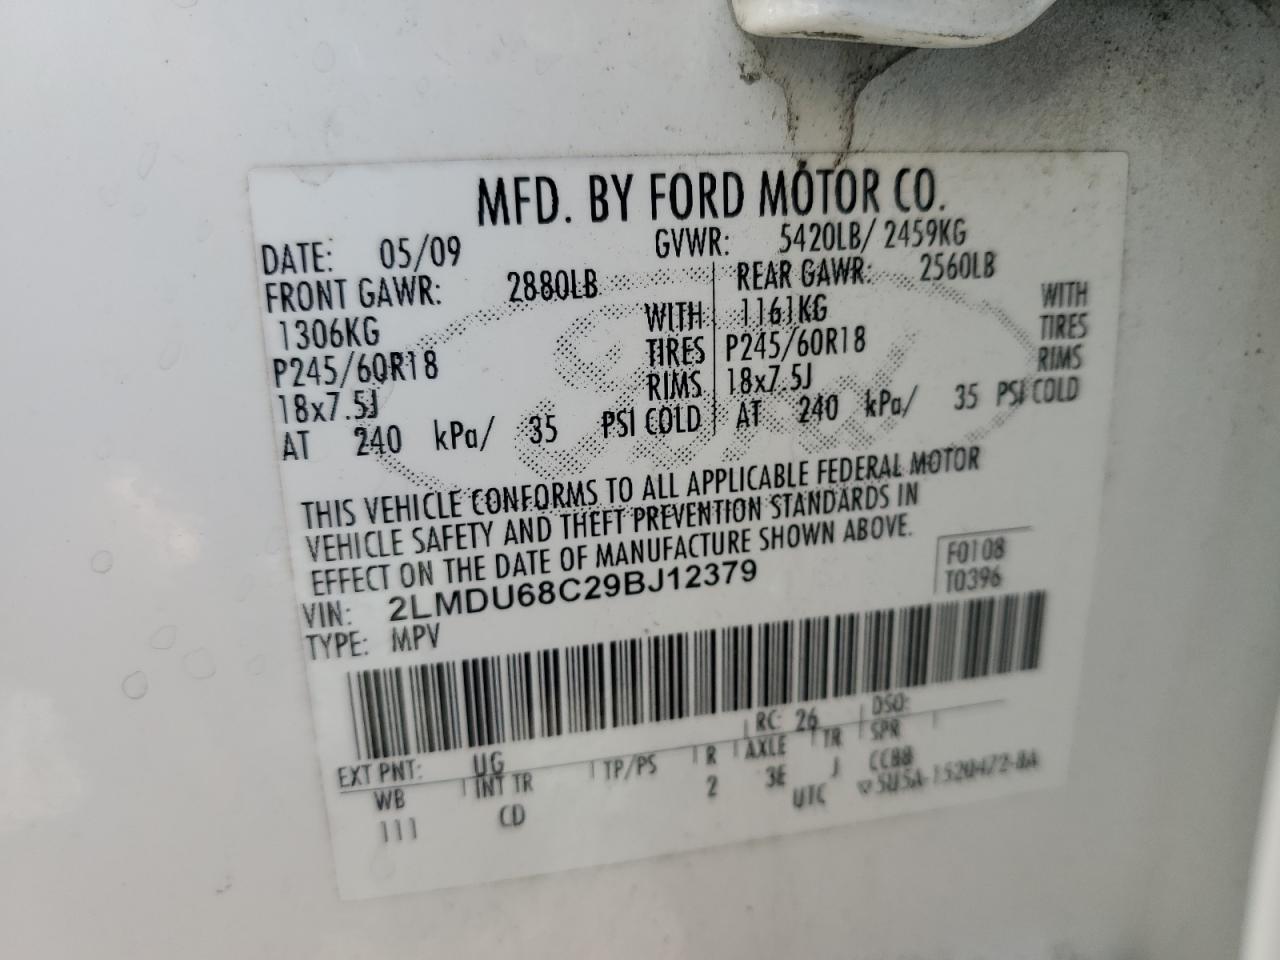 MFD. BY FORD MOTOR CO.
DATE: 05/09 GVWR: 5420LB/ 2459KG
FRONT GAWR: 2880LB REAR GAWR: 2560LB
1306KG WITH 1161KG WITH
P245/60R18 TIRES P245/60R18 TIRES
18x7.5J RIMS 18x7.5J RIMS
AT 240 kPa/ 35 PSI COLD AT 240 kPa/ 35 PSI COLD
THIS VEHICLE CONFORMS TO ALL APPLICABLE FEDERAL MOTOR
VEHICLE SAFETY AND THEFT PREVENTION STANDARDS IN
EFFECT ON THE DATE OF MANUFACTURE SHOWN ABOVE.
VIN: 2LMDU68C29BJ12379 F0108
TYPE: MPV T0396
EXT PNT: UG RC: 26 DSO:
WB INT TR TP/PS R AXLE TR SPR
111 CD 2 3E J CC88
UTC 5U5A-1520472-BA